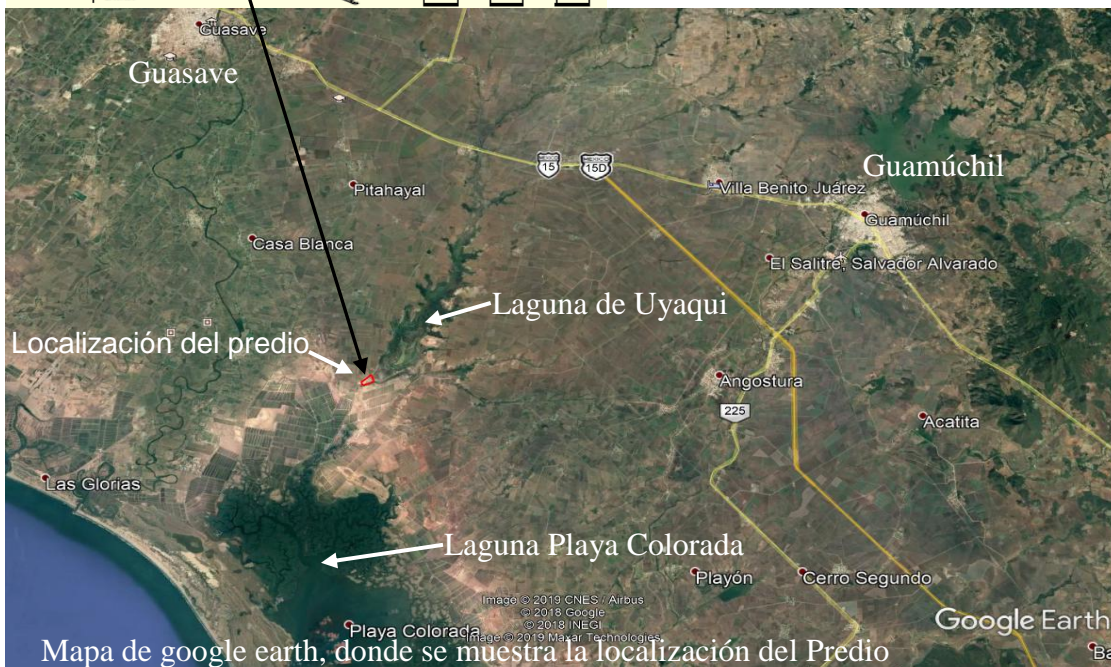 Guasave
Guasave
Pitahayal
Casa Blanca
MEXICO
15
MEXICO
15D
Guamúchil
Villa Benito Juárez
Guamúchil
El Salitre, Salvador Alvarado
Laguna de Uyaqui
Localización del predio
Angostura
225
Acatita
Las Glorias
Laguna Playa Colorada
Playón
Cerro Segundo
Image © 2019 CNES / Airbus
© 2018 Google
© 2018 INEGI
Image © 2019 Maxar Technologies
Google Earth
Playa Colorada
Mapa de google earth, donde se muestra la localización del Predio